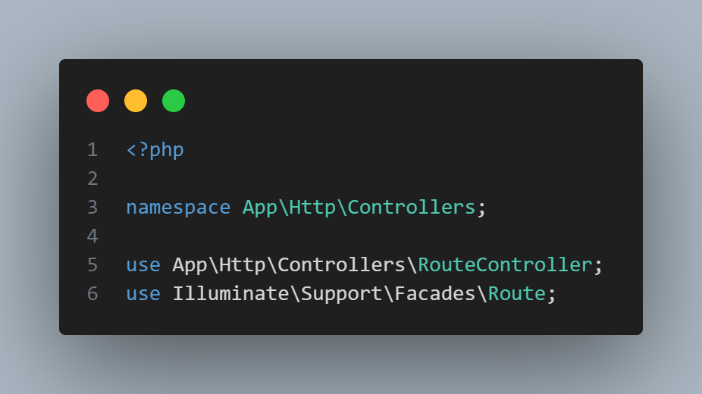 1 <?php
2
3 namespace App\Http\Controllers;
4
5 use App\Http\Controllers\RouteController;
6 use Illuminate\Support\Facades\Route;